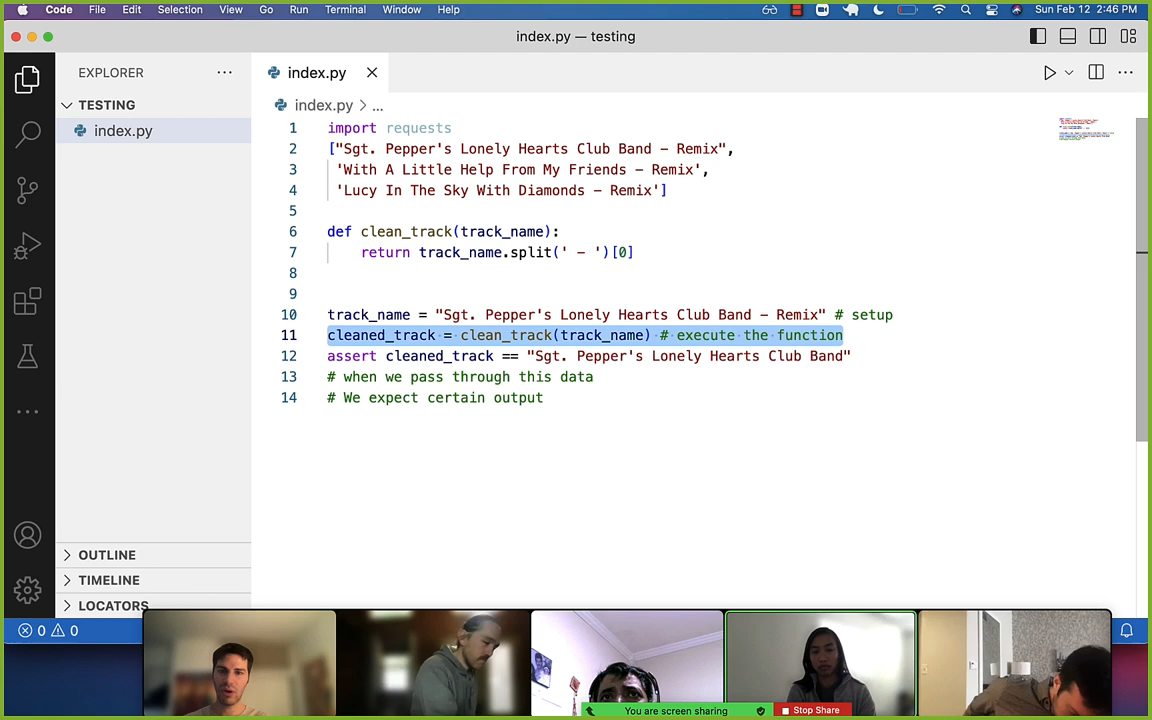 Code File Edit Selection View Go Run Terminal Window Help Sun Feb 12 2:46 PM
index.py — testing
EXPLORER
index.py
TESTING
index.py > ...
index.py
1 import requests
2 ["Sgt. Pepper's Lonely Hearts Club Band - Remix",
3 'With A Little Help From My Friends - Remix',
4 'Lucy In The Sky With Diamonds - Remix']
5
6 def clean_track(track_name):
7 return track_name.split(' - ')[0]
8
9
10 track_name = "Sgt. Pepper's Lonely Hearts Club Band - Remix" # setup
11 cleaned_track = clean_track(track_name) # execute the function
12 assert cleaned_track == "Sgt. Pepper's Lonely Hearts Club Band"
13 # when we pass through this data
14 # We expect certain output
OUTLINE
TIMELINE
LOCATORS
0 0
You are screen sharing Stop Share